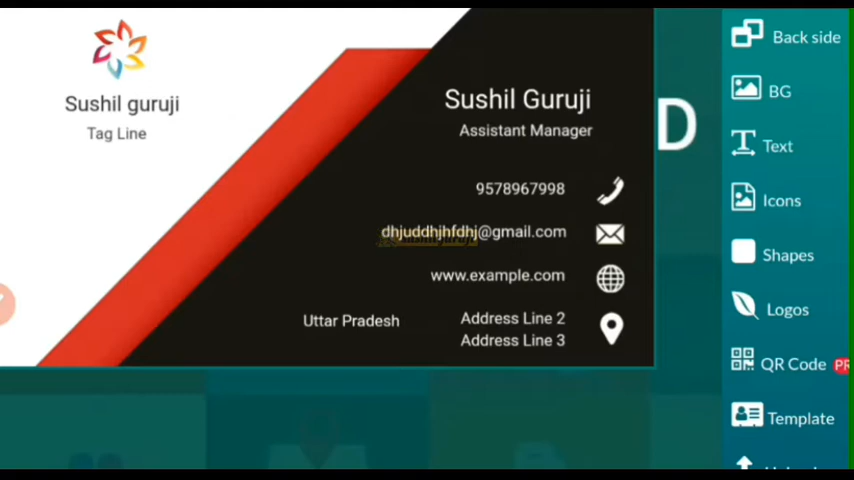 Sushil guruji
Tag Line
Sushil Guruji
Assistant Manager
9578967998
dhjuddhjhfdhj@gmail.com
www.example.com
Uttar Pradesh
Address Line 2
Address Line 3
D
Back side
BG
Text
Icons
Shapes
Logos
QR Code
Template